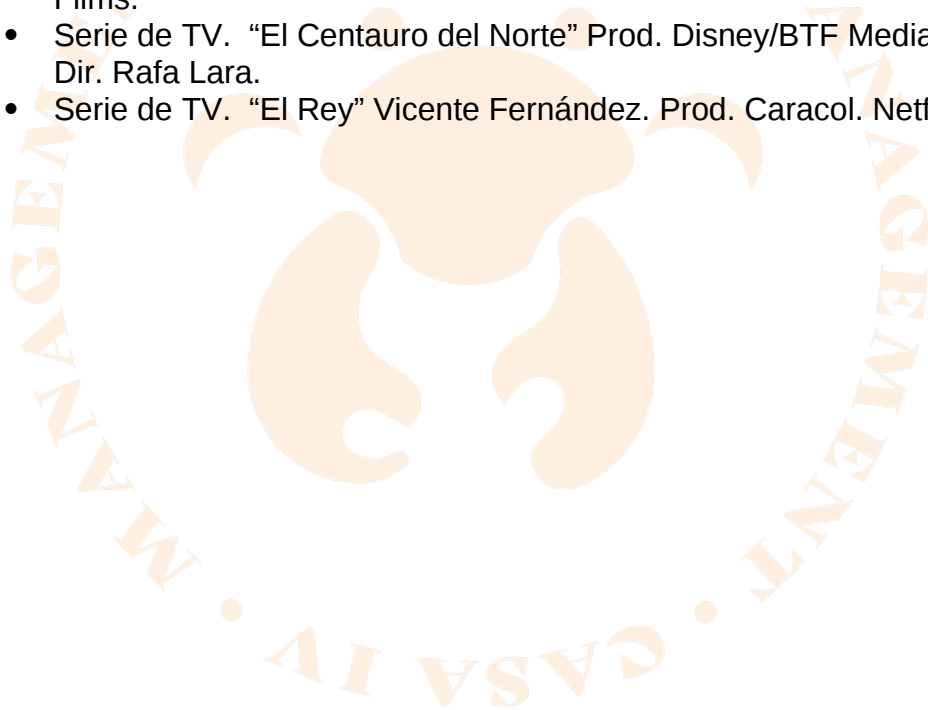 Films.
• Serie de TV. “El Centauro del Norte” Prod. Disney/BTF Media
Dir. Rafa Lara.
• Serie de TV. “El Rey” Vicente Fernández. Prod. Caracol. Netf
MANAGEMENT • CASA IV • MANAGEMENT